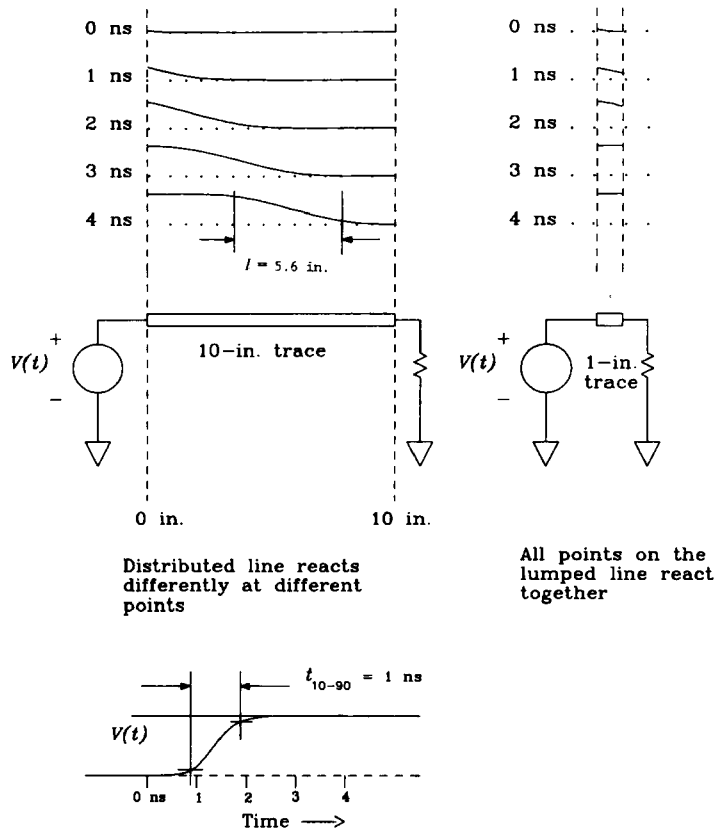 0 ns
1 ns
2 ns
3 ns
4 ns
l = 5.6 in.
+
V(t)
−
10-in. trace
0 in.
10 in.
Distributed line reacts
differently at different
points
0 ns
1 ns
2 ns
3 ns
4 ns
+
V(t)
−
1-in.
trace
All points on the
lumped line react
together
t10-90 = 1 ns
V(t)
0 ns 1 2 3 4
Time